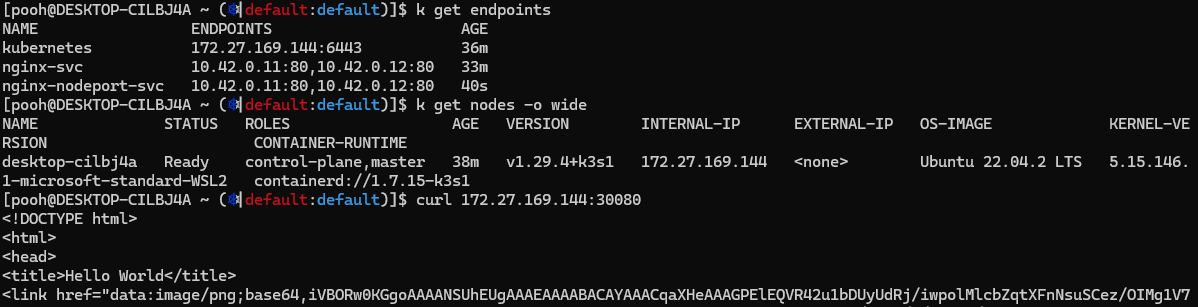 [pooh@DESKTOP-CILBJ4A ~ (⎈|default:default)]$ k get endpoints
NAME                 ENDPOINTS                     AGE
kubernetes           172.27.169.144:6443           36m
nginx-svc            10.42.0.11:80,10.42.0.12:80   33m
nginx-nodeport-svc   10.42.0.11:80,10.42.0.12:80   40s
[pooh@DESKTOP-CILBJ4A ~ (⎈|default:default)]$ k get nodes -o wide
NAME              STATUS   ROLES                  AGE   VERSION        INTERNAL-IP      EXTERNAL-IP   OS-IMAGE             KERNEL-VE
RSION                       CONTAINER-RUNTIME
desktop-cilbj4a   Ready    control-plane,master   38m   v1.29.4+k3s1   172.27.169.144   <none>        Ubuntu 22.04.2 LTS   5.15.146.
1-microsoft-standard-WSL2   containerd://1.7.15-k3s1
[pooh@DESKTOP-CILBJ4A ~ (⎈|default:default)]$ curl 172.27.169.144:30080
<!DOCTYPE html>
<html>
<head>
<title>Hello World</title>
<link href="data:image/png;base64,iVBORw0KGgoAAAANSUhEUgAAAEAAAABACAYAAACqaXHeAAAGPElEQVR42u1bDUyUdRj/iwpolMlcbZqtXFnNsuSCez/OIMg1V7